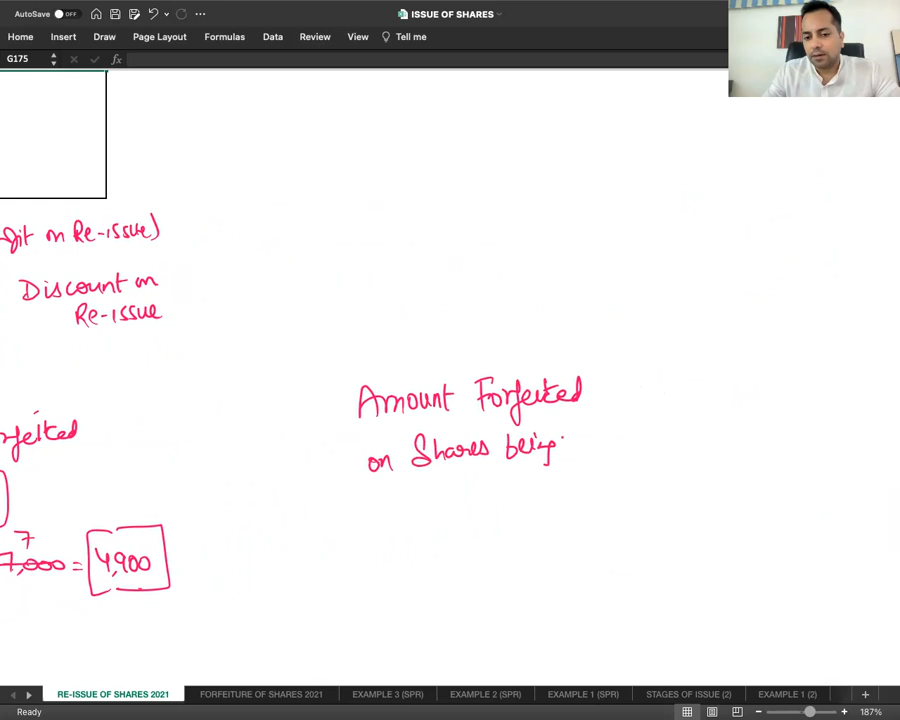 AutoSave OFF
ISSUE OF SHARES
Home Insert Draw Page Layout Formulas Data Review View Tell me
G175 fx
on Re-issue)
Discount on
Re-issue
Amount Forfeited
on Shares being
7
7,000 = 4,900
RE-ISSUE OF SHARES 2021 FORFEITURE OF SHARES 2021 EXAMPLE 3 (SPR) EXAMPLE 2 (SPR) EXAMPLE 1 (SPR) STAGES OF ISSUE (2) EXAMPLE 1 (2)
Ready 187%